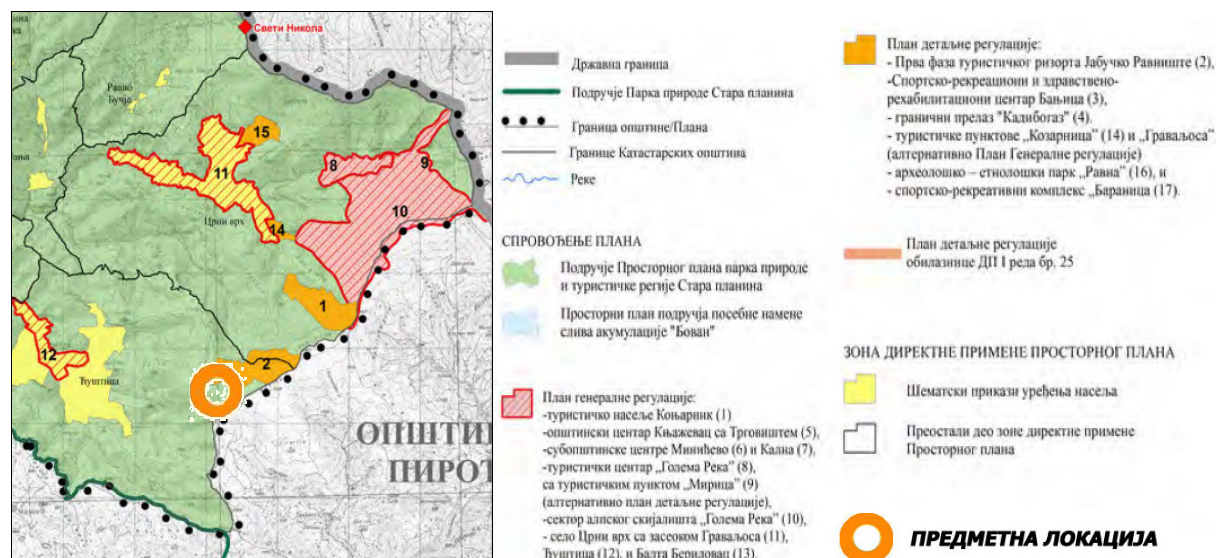 Свети Никола
Рашко
Бучја
15
8
9
11
10
Црни врх
14
1
12
2
Ћуштица
ОПШТИ
ПИРОТ
Државна граница
Подручје Парка природе Стара планина
Граница општине/Плана
Границе Катастарских општина
Реке
СПРОВОЂЕЊЕ ПЛАНА
Подручје Просторног плана парка природе
и туристичке регије Стара планина
Просторни план подручја посебне намене
слива акумулације "Бован"
План генералне регулације:
-туристичко насеље Коњарник (1)
-општински центар Књажевац са Трговиштем (5),
-субопштинске центре Минићево (6) и Кална (7),
-туристички центар „Голема Река" (8),
са туристичким пунктом „Мирица" (9)
(алтернативно план детаљне регулације),
-сектор алпског скијалишта „Голема Река" (10),
- село Црни врх са засеоком Граваљоса (11),
Ћуштица (12), и Балта Бериловац (13).
План детаљне регулације:
- Прва фаза туристичког ризорта Јабучко Равниште (2),
-Спортско-рекреациони и здравствено-
рехабилитациони центар Бањица (3),
- гранични прелаз "Кадибогаз" (4).
- туристичке пунктове „Козарница" (14) и „Граваљоса"
(алтернативно План Генералне регулације)
- археолошко – етнолошки парк „Равна" (16), и
- спортско-рекреативни комплекс „Бараница (17).
План детаљне регулације
обилазнице ДП I реда бр. 25
ЗОНА ДИРЕКТНЕ ПРИМЕНЕ ПРОСТОРНОГ ПЛАНА
Шематски прикази уређења насеља
Преостали део зоне директне примене
Просторног плана
ПРЕДМЕТНА ЛОКАЦИЈА